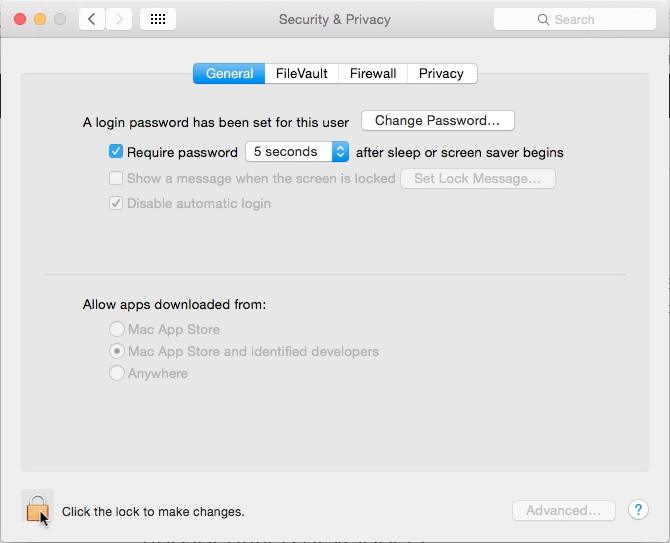 Security & Privacy
Search
General FileVault Firewall Privacy
A login password has been set for this user Change Password...
Require password 5 seconds after sleep or screen saver begins
Show a message when the screen is locked Set Lock Message...
Disable automatic login
Allow apps downloaded from:
Mac App Store
Mac App Store and identified developers
Anywhere
Click the lock to make changes.
Advanced...
?